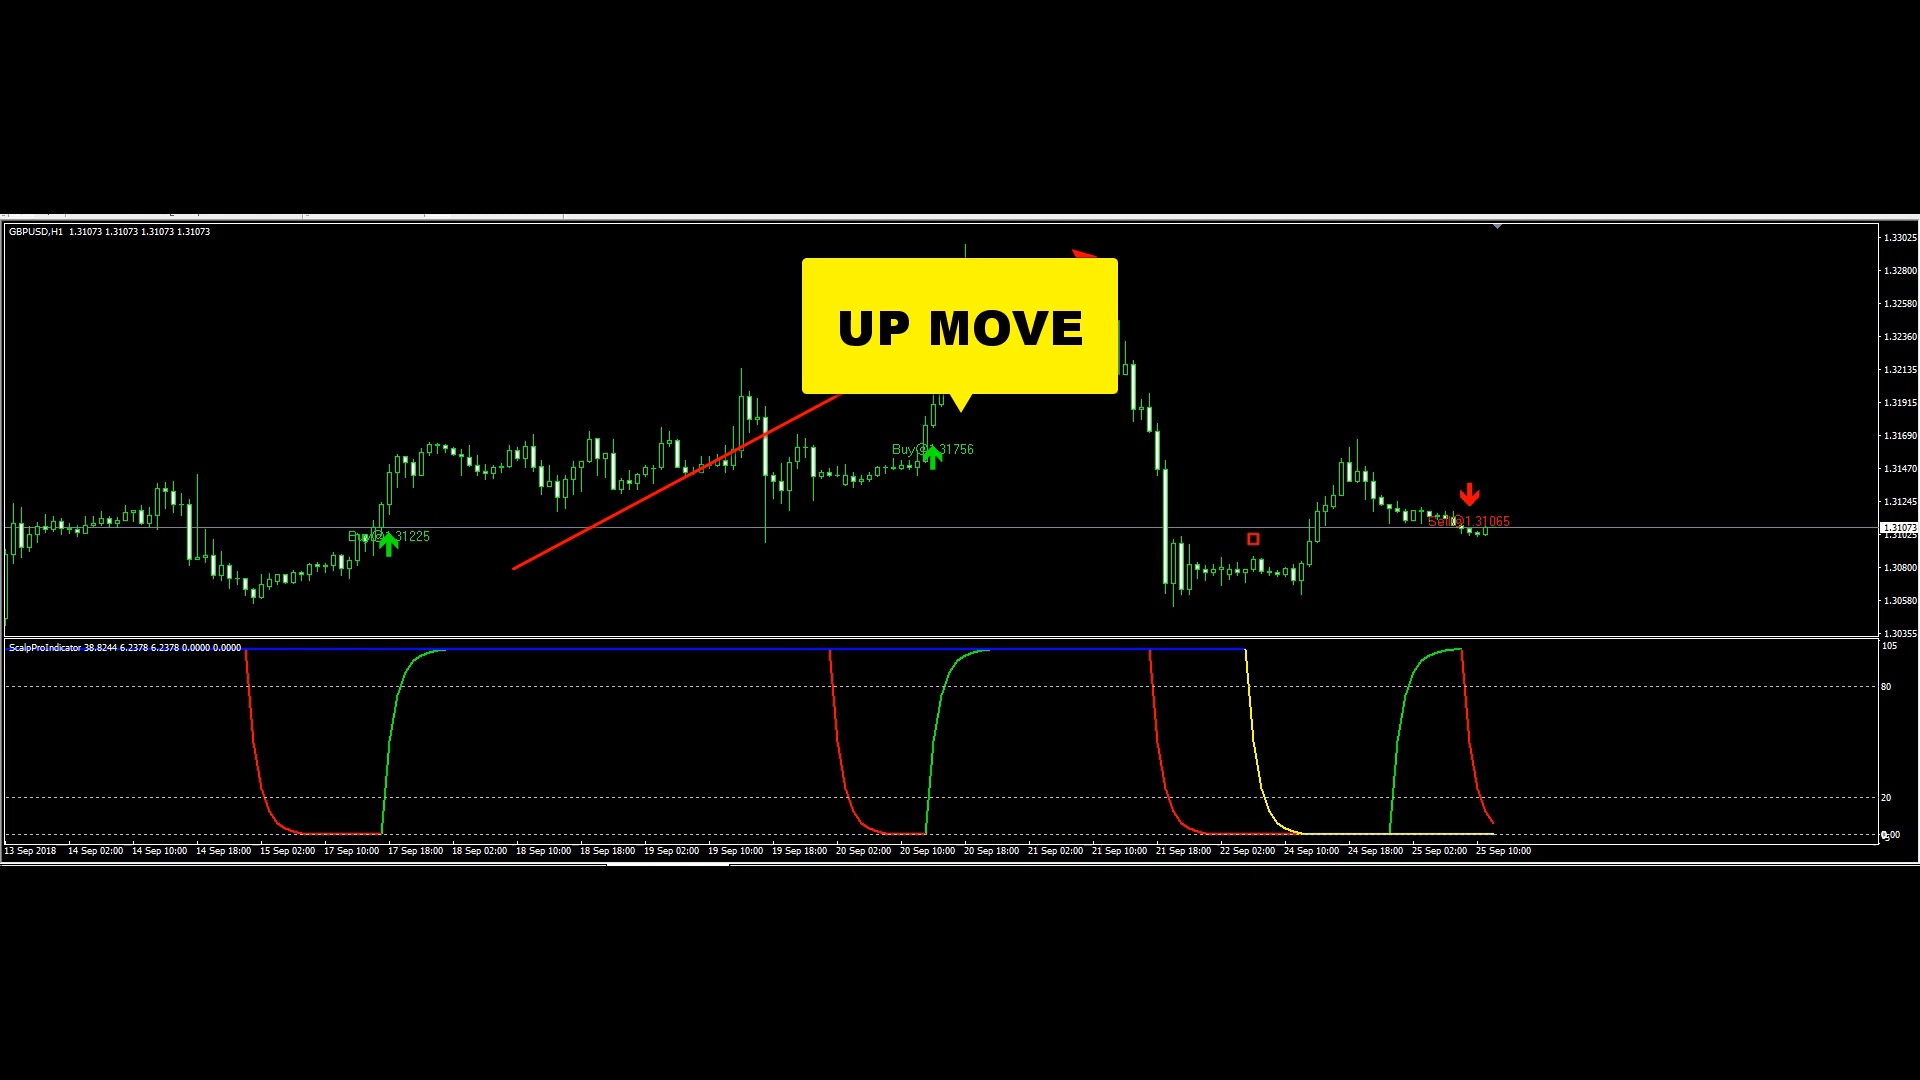 GBPUSD,H1 1.31073 1.31073 1.31073 1.31073
1.33025
1.32800
1.32580
UP MOVE
1.32360
1.32135
1.31915
1.31690
Buy@1.31756
1.31470
1.31245
Sell@1.31065
1.31073
Buy@1.31225
1.31025
1.30800
1.30580
1.30355
ScalpProIndicator 38.8244 6.2378 6.2378 0.0000 0.0000
105
80
20
13 Sep 2018 14 Sep 02:00 14 Sep 10:00 14 Sep 18:00 15 Sep 02:00 17 Sep 10:00 17 Sep 18:00 18 Sep 02:00 18 Sep 10:00 18 Sep 18:00 19 Sep 02:00 19 Sep 10:00 19 Sep 18:00 20 Sep 02:00 20 Sep 10:00 20 Sep 18:00 21 Sep 02:00 21 Sep 10:00 21 Sep 18:00 22 Sep 02:00 24 Sep 10:00 24 Sep 18:00 25 Sep 02:00 25 Sep 10:00